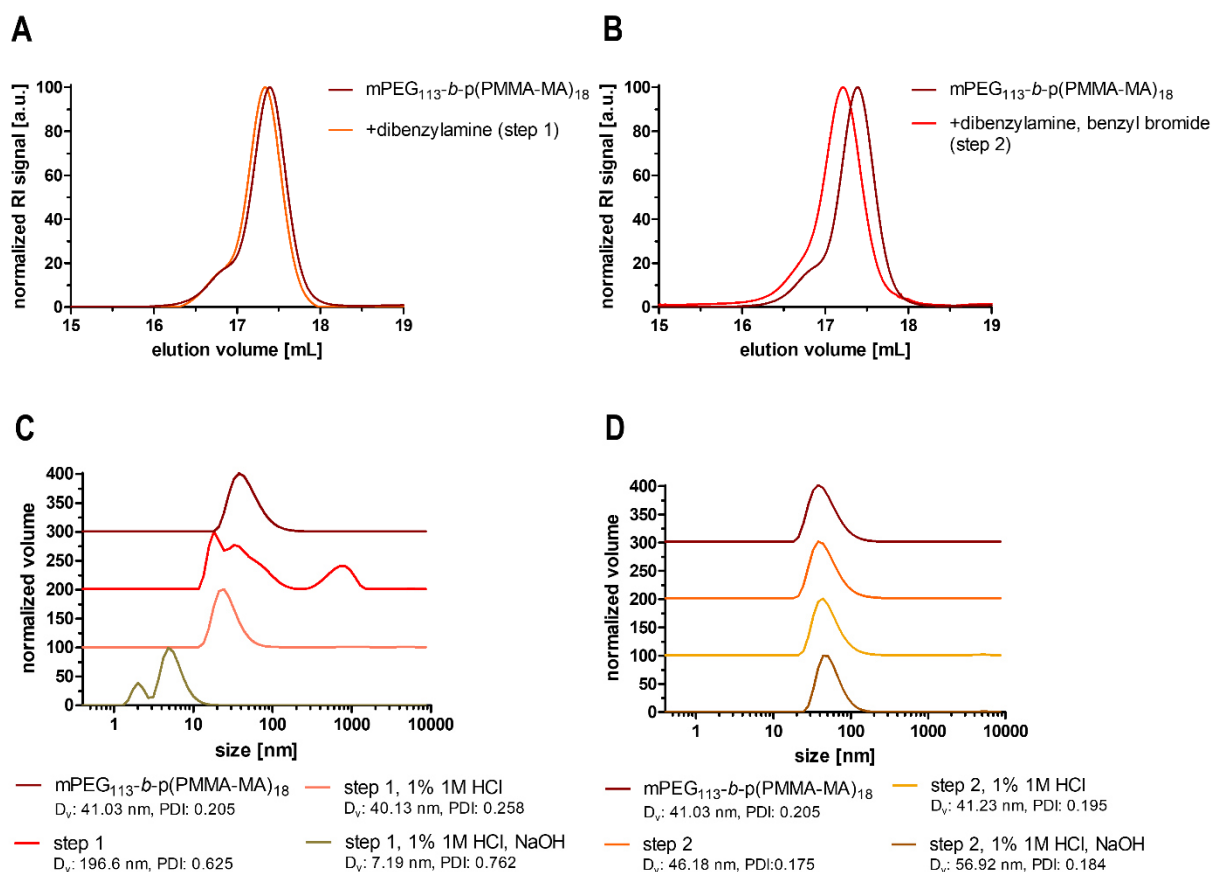 A
normalized RI signal [a.u.]
100
80
60
40
20
0
15 16 17 18 19
elution volume [mL]
mPEG₁₁₃-b-p(PMMA-MA)₁₈
+dibenzylamine (step 1)
B
normalized RI signal [a.u.]
100
80
60
40
20
0
15 16 17 18 19
elution volume [mL]
mPEG₁₁₃-b-p(PMMA-MA)₁₈
+dibenzylamine, benzyl bromide
(step 2)
C
normalized volume
400
350
300
250
200
150
100
50
0
1 10 100 1000 10000
size [nm]
mPEG₁₁₃-b-p(PMMA-MA)₁₈
Dᵥ: 41.03 nm, PDI: 0.205
step 1
Dᵥ: 196.6 nm, PDI: 0.625
step 1, 1% 1M HCl
Dᵥ: 40.13 nm, PDI: 0.258
step 1, 1% 1M HCl, NaOH
Dᵥ: 7.19 nm, PDI: 0.762
D
normalized volume
400
350
300
250
200
150
100
50
0
1 10 100 1000 10000
size [nm]
mPEG₁₁₃-b-p(PMMA-MA)₁₈
Dᵥ: 41.03 nm, PDI: 0.205
step 2
Dᵥ: 46.18 nm, PDI:0.175
step 2, 1% 1M HCl
Dᵥ: 41.23 nm, PDI: 0.195
step 2, 1% 1M HCl, NaOH
Dᵥ: 56.92 nm, PDI: 0.184